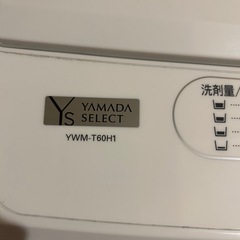 YS
YAMADA
SELECT
YWM-T60H1
洗剤量/